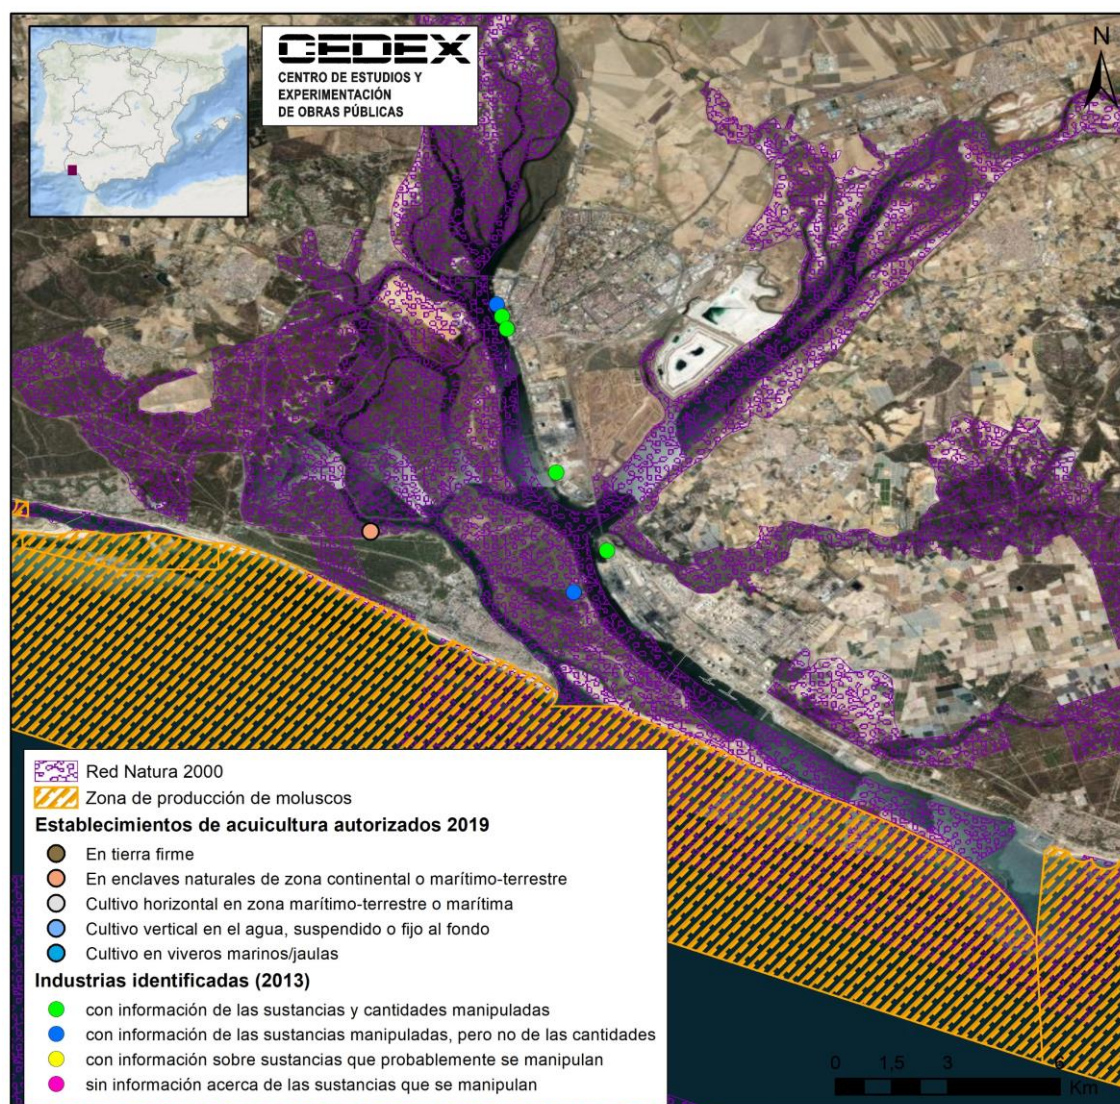 CEDEX
CENTRO DE ESTUDIOS Y
EXPERIMENTACIÓN
DE OBRAS PÚBLICAS
N
Red Natura 2000
Zona de producción de moluscos
Establecimientos de acuicultura autorizados 2019
En tierra firme
En enclaves naturales de zona continental o marítimo-terrestre
Cultivo horizontal en zona marítimo-terrestre o marítima
Cultivo vertical en el agua, suspendido o fijo al fondo
Cultivo en viveros marinos/jaulas
Industrias identificadas (2013)
con información de las sustancias y cantidades manipuladas
con información de las sustancias manipuladas, pero no de las cantidades
con información sobre sustancias que probablemente se manipulan
sin información acerca de las sustancias que se manipulan
0 1,5 3 6
Km